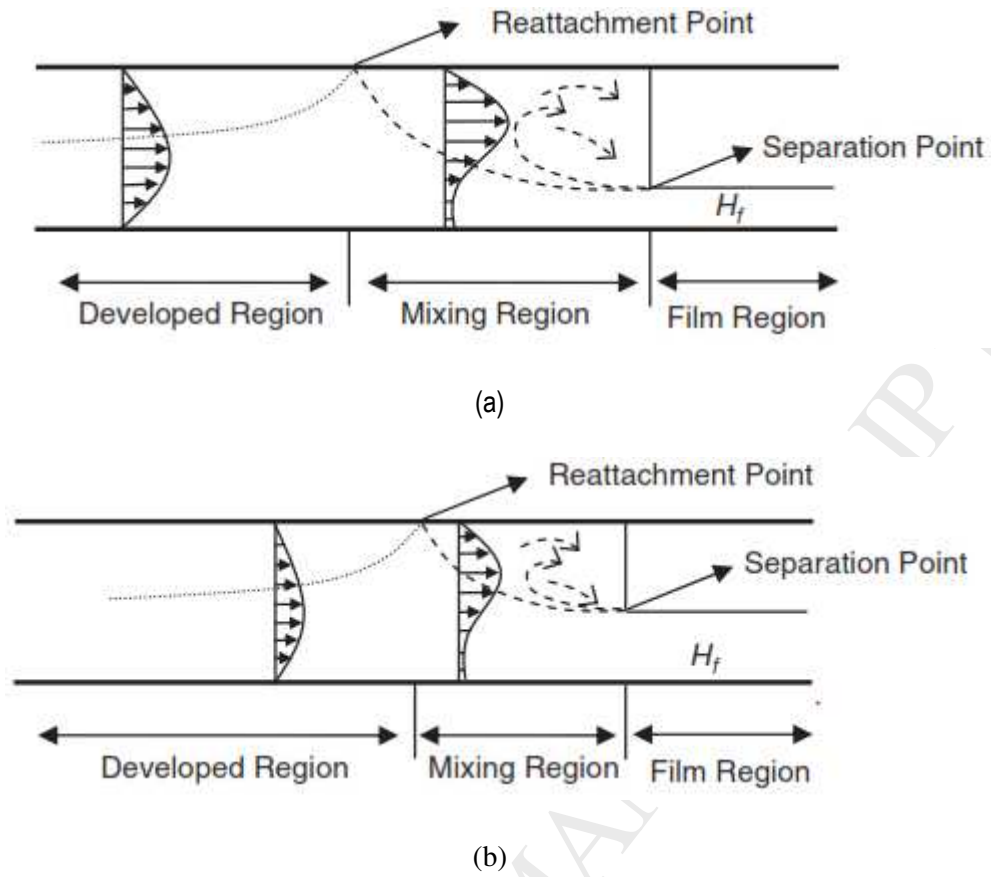 Reattachment Point
Separation Point
H_f
Developed Region
Mixing Region
Film Region
(a)
Reattachment Point
Separation Point
H_f
Developed Region
Mixing Region
Film Region
(b)